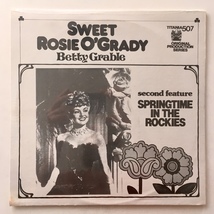 SWEET
ROSIE O'GRADY
Betty Grable
TITANIA 507
ORIGINAL
PRODUCTION
SERIES
second feature
SPRINGTIME
IN THE
ROCKIES